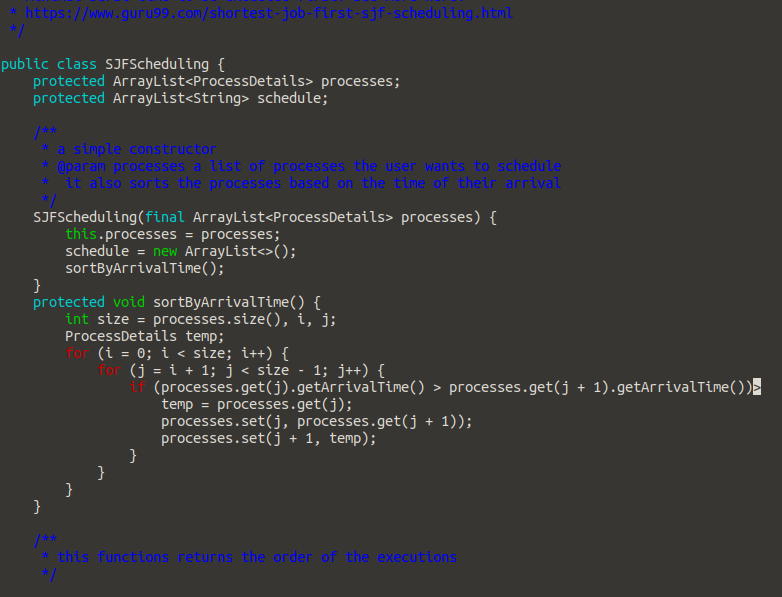 * https://www.guru99.com/shortest-job-first-sjf-scheduling.html
*/
public class SJFScheduling {
protected ArrayList<ProcessDetails> processes;
protected ArrayList<String> schedule;
/**
* a simple constructor
* @param processes a list of processes the user wants to schedule
*  it also sorts the processes based on the time of their arrival
*/
SJFScheduling(final ArrayList<ProcessDetails> processes) {
this.processes = processes;
schedule = new ArrayList<>();
sortByArrivalTime();
}
protected void sortByArrivalTime() {
int size = processes.size(), i, j;
ProcessDetails temp;
for (i = 0; i < size; i++) {
for (j = i + 1; j < size - 1; j++) {
if (processes.get(j).getArrivalTime() > processes.get(j + 1).getArrivalTime())>
temp = processes.get(j);
processes.set(j, processes.get(j + 1));
processes.set(j + 1, temp);
}
}
}
}
/**
* this functions returns the order of the executions
*/